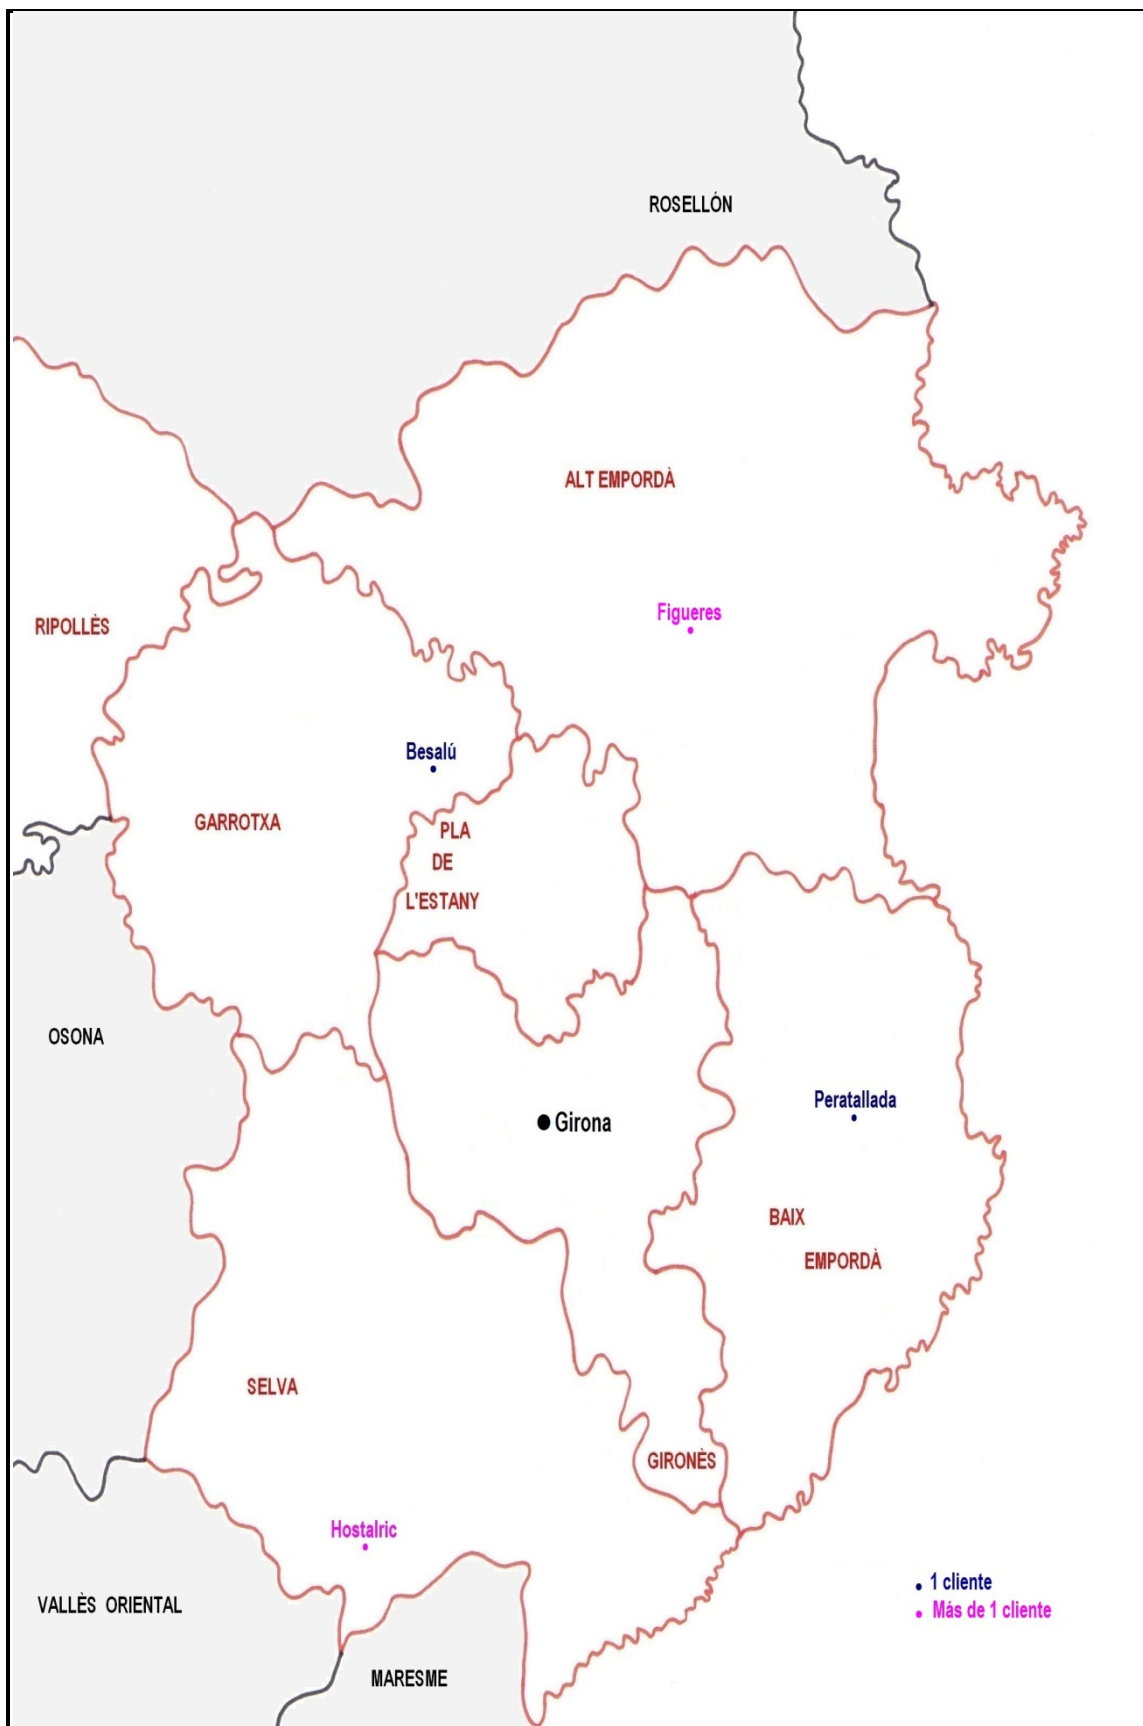 ROSELLÓN
ALT EMPORDÀ
Figueres
RIPOLLÈS
Besalú
GARROTXA
PLA
DE
L'ESTANY
OSONA
Peratallada
Girona
BAIX
EMPORDÀ
SELVA
GIRONÈS
Hostalric
1 cliente
Más de 1 cliente
VALLÈS ORIENTAL
MARESME